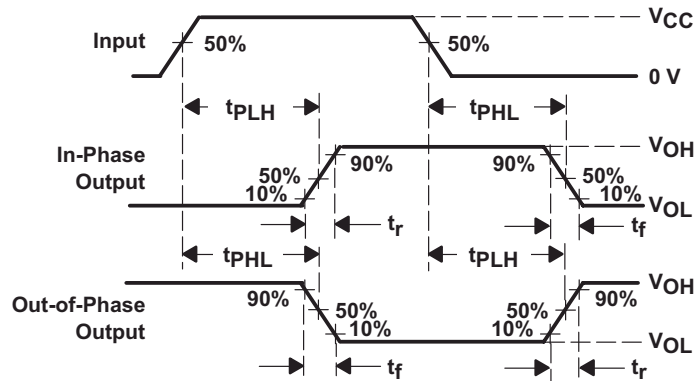 Input
50%
50%
VCC
0 V
tPLH
tPHL
In-Phase
Output
50%
10%
90%
90%
50%
10%
VOH
VOL
tr
tf
tPHL
tPLH
Out-of-Phase
Output
90%
50%
10%
50%
10%
90%
VOH
VOL
tf
tr